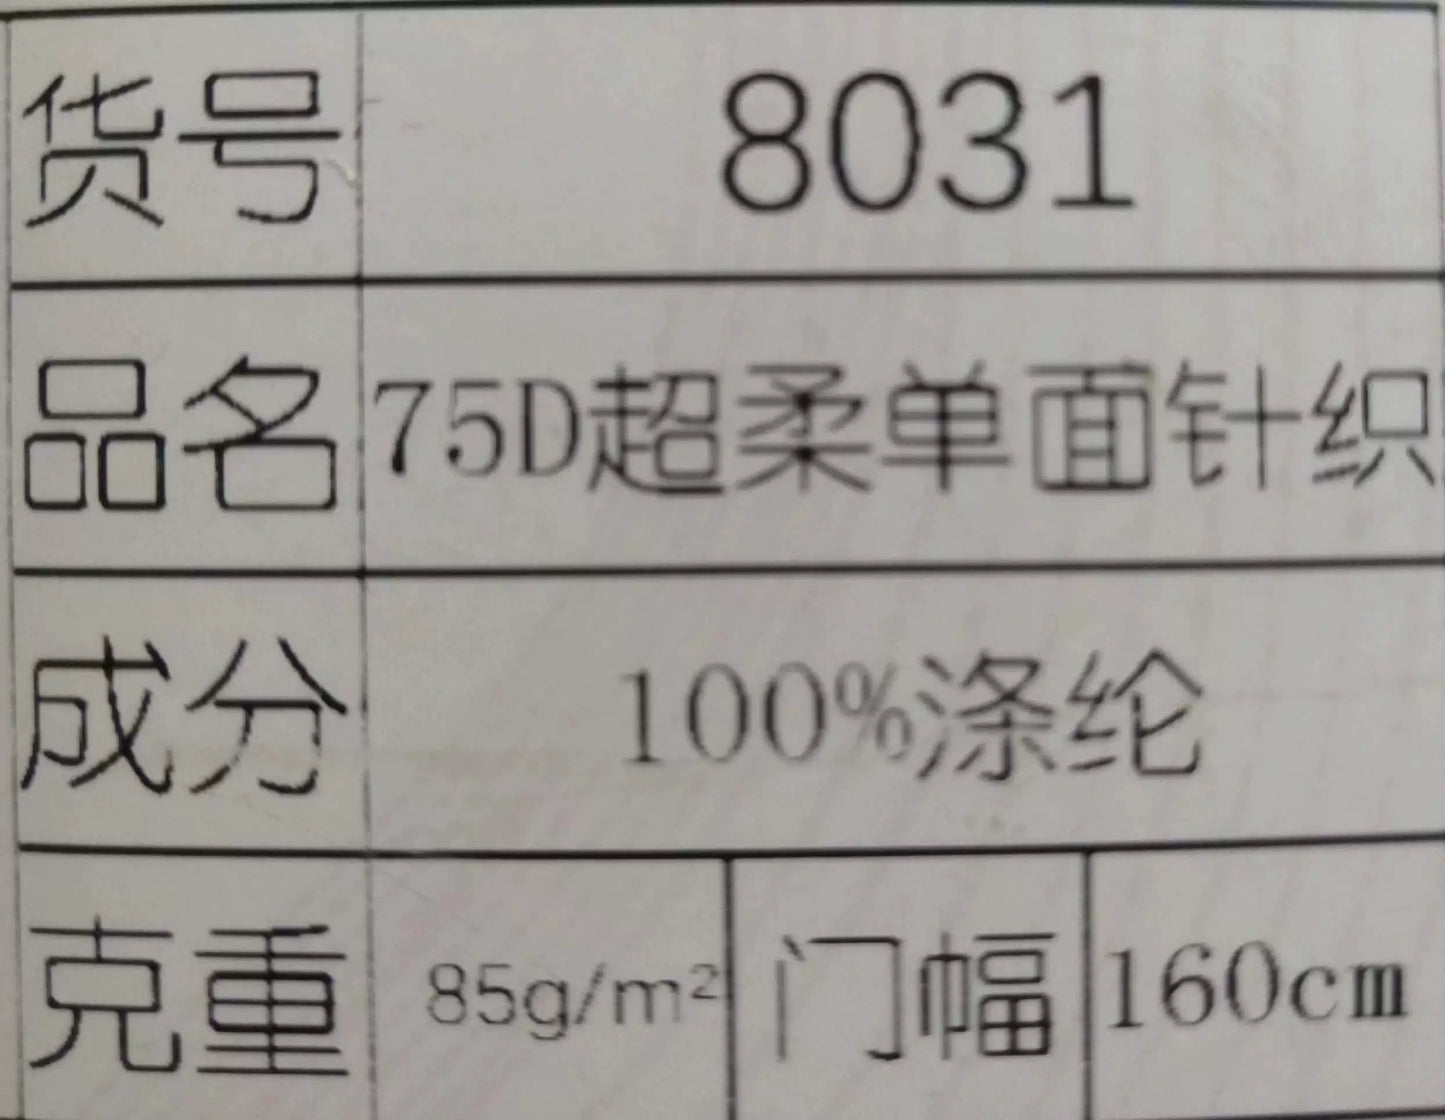 货号 8031
品名 75D超柔单面针织
成分 100%涤纶
克重 85g/m² 门幅 160cm